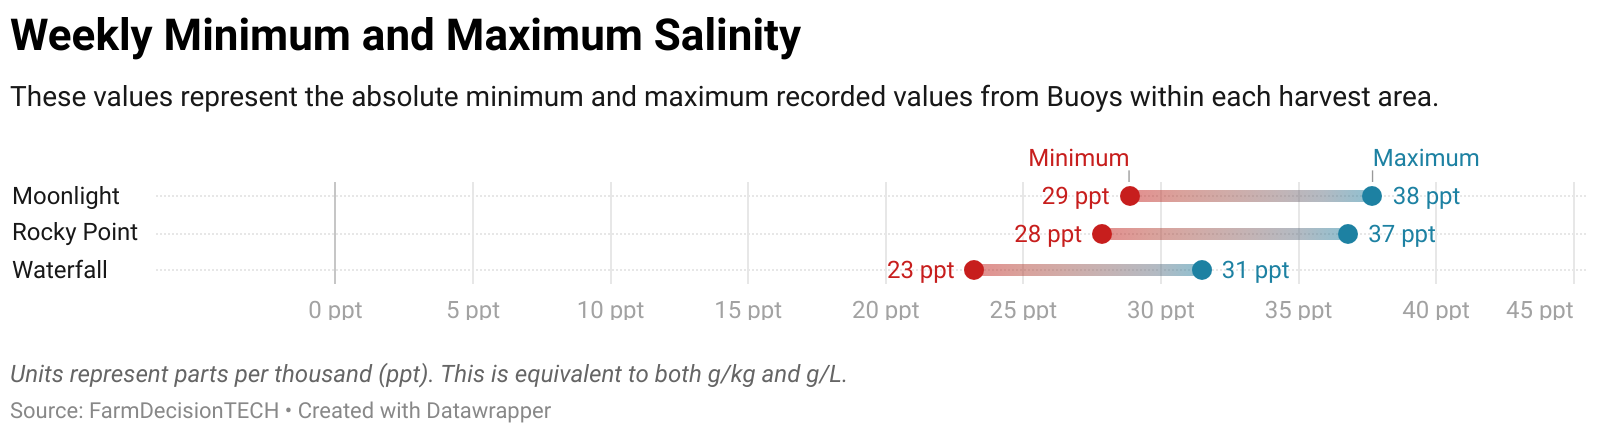 Weekly Minimum and Maximum Salinity
These values represent the absolute minimum and maximum recorded values from Buoys within each harvest area.
Minimum Maximum
Moonlight 29 ppt 38 ppt
Rocky Point 28 ppt 37 ppt
Waterfall 23 ppt 31 ppt
0 ppt 5 ppt 10 ppt 15 ppt 20 ppt 25 ppt 30 ppt 35 ppt 40 ppt 45 ppt
Units represent parts per thousand (ppt). This is equivalent to both g/kg and g/L.
Source: FarmDecisionTECH • Created with Datawrapper